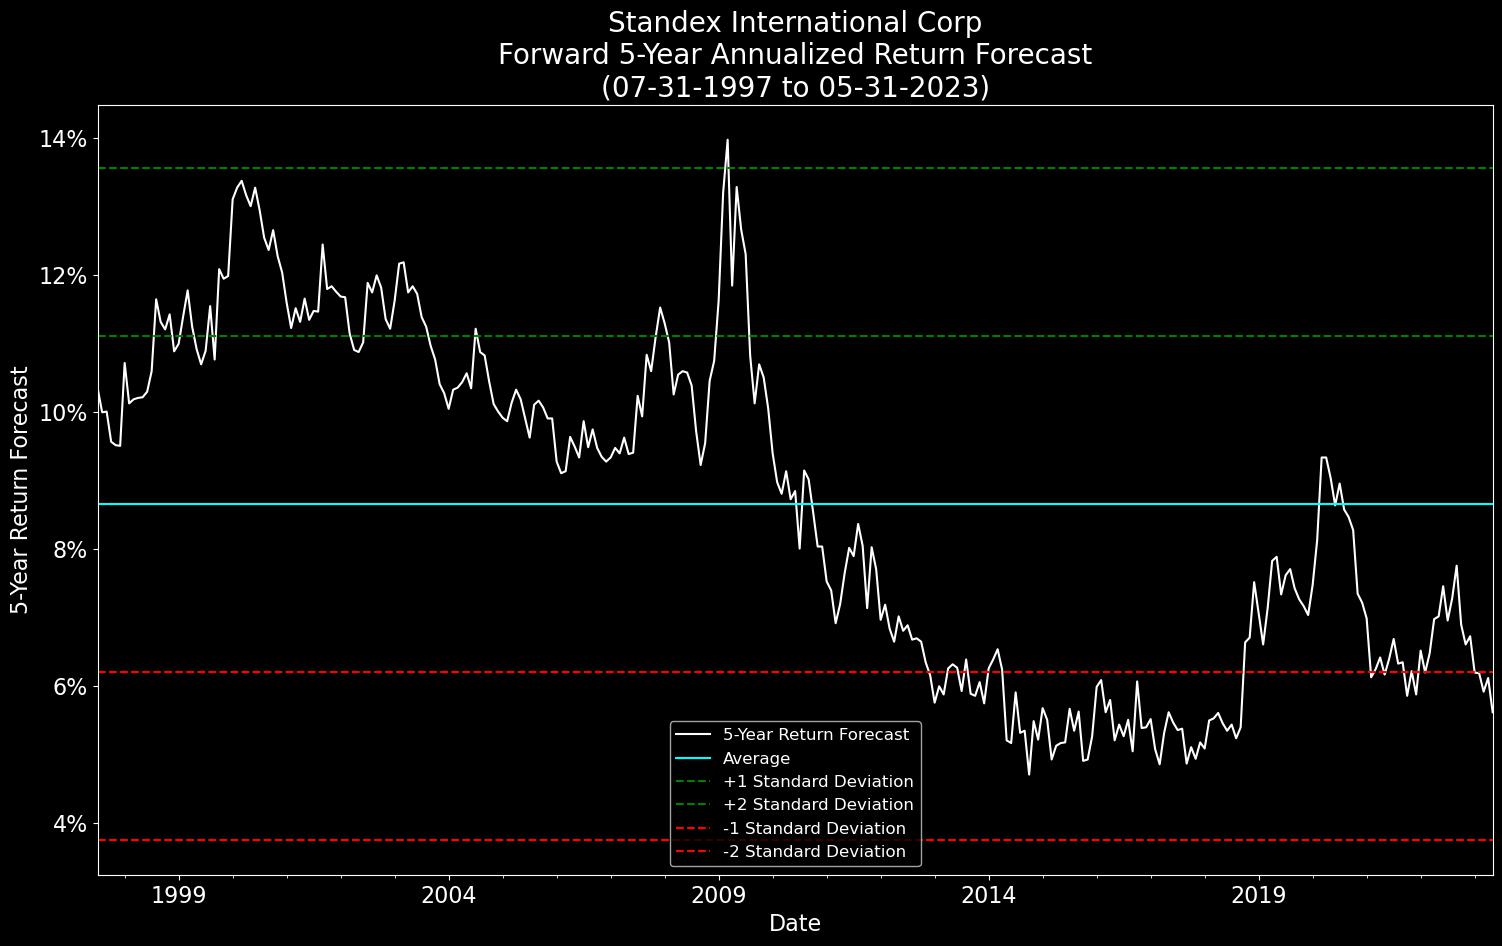 Standex International Corp
Forward 5-Year Annualized Return Forecast
(07-31-1997 to 05-31-2023)
5-Year Return Forecast
14%
12%
10%
8%
6%
4%
5-Year Return Forecast
Average
+1 Standard Deviation
+2 Standard Deviation
-1 Standard Deviation
-2 Standard Deviation
1999
2004
2009
2014
2019
Date